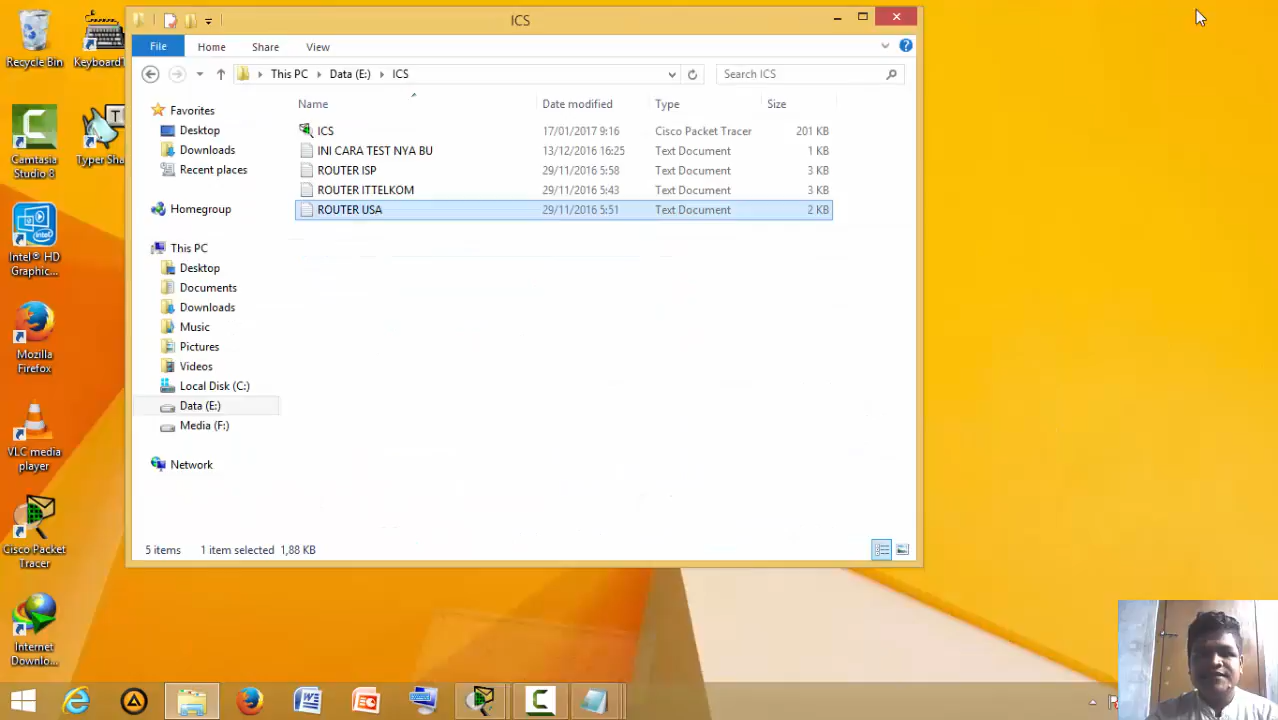 ICS
File Home Share View
This PC Data (E:) ICS
Search ICS
Name Date modified Type Size
ICS 17/01/2017 9:16 Cisco Packet Tracer 201 KB
INI CARA TEST NYA BU 13/12/2016 16:25 Text Document 1 KB
ROUTER ISP 29/11/2016 5:58 Text Document 3 KB
ROUTER ITTELKOM 29/11/2016 5:43 Text Document 3 KB
ROUTER USA 29/11/2016 5:51 Text Document 2 KB
Favorites
Desktop
Downloads
Recent places
Homegroup
This PC
Desktop
Documents
Downloads
Music
Pictures
Videos
Local Disk (C:)
Data (E:)
Media (F:)
Network
5 items 1 item selected 1,88 KB
Recycle Bin
Camtasia
Studio 8
Typer Sha
Intel® HD
Graphic...
Mozilla
Firefox
VLC media
player
Cisco Packet
Tracer
Internet
Downlo...